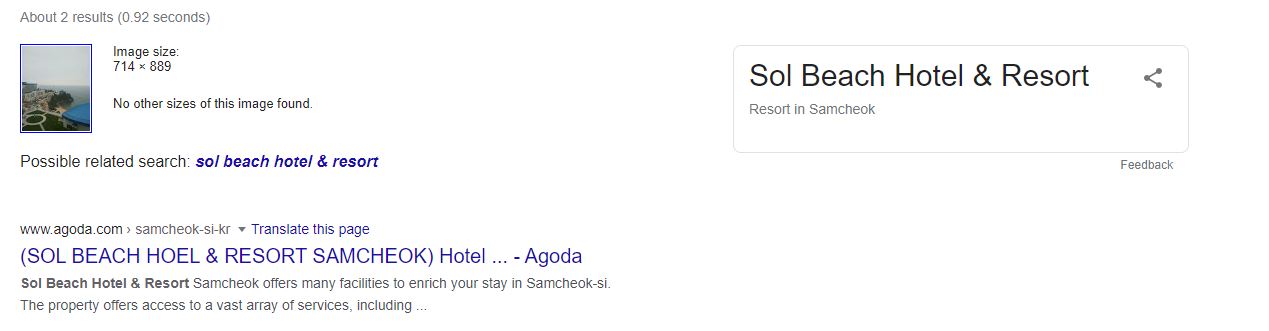 About 2 results (0.92 seconds)
Image size:
714 × 889
No other sizes of this image found.
Possible related search: sol beach hotel & resort
www.agoda.com › samcheok-si-kr ▼ Translate this page
(SOL BEACH HOEL & RESORT SAMCHEOK) Hotel ... - Agoda
Sol Beach Hotel & Resort Samcheok offers many facilities to enrich your stay in Samcheok-si.
The property offers access to a vast array of services, including ...
Sol Beach Hotel & Resort
Resort in Samcheok
Feedback